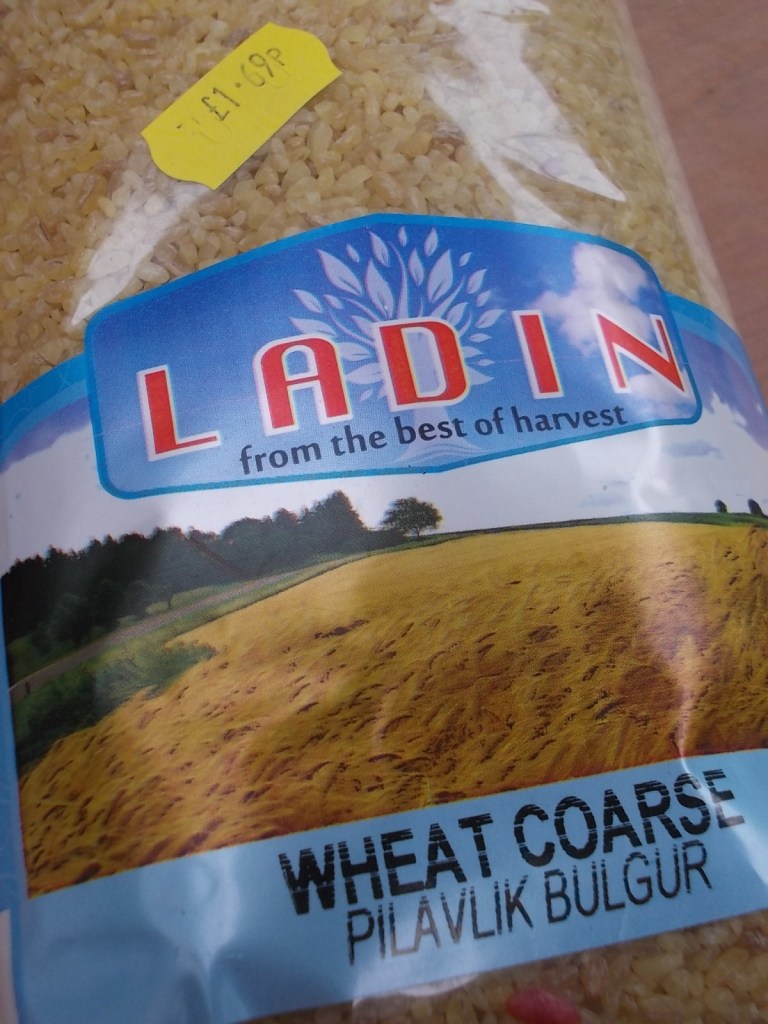 £1.69P
LADIN
from the best of harvest
WHEAT COARSE
PILAVLIK BULGUR